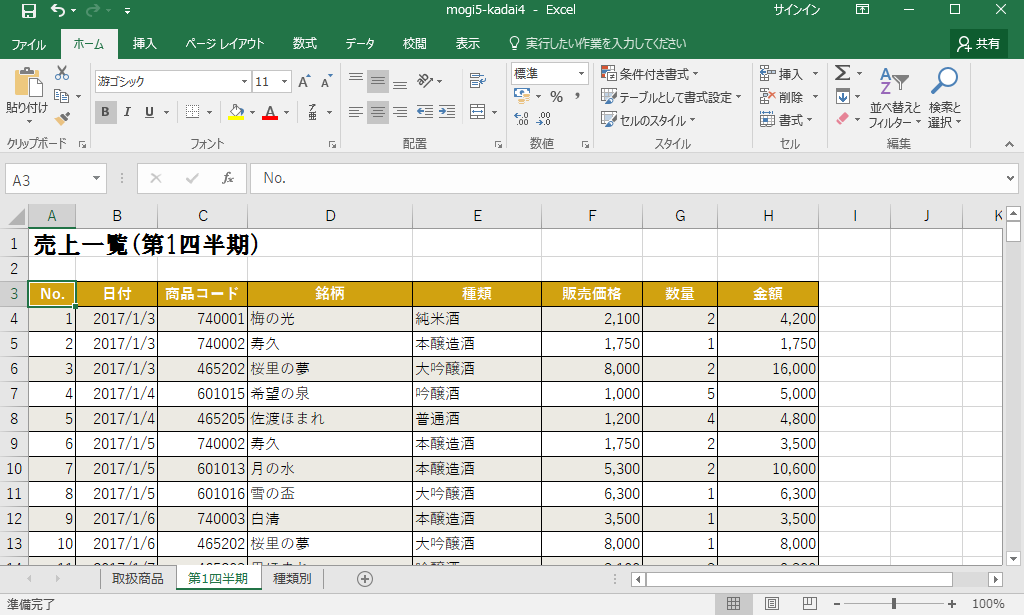 mogi5-kadai4 - Excel
サインイン
ファイル ホーム 挿入 ページ レイアウト 数式 データ 校閲 表示 実行したい作業を入力してください 共有
貼り付け
クリップボード
游ゴシック 11
B I U
フォント
配置
標準
数値
条件付き書式
テーブルとして書式設定
セルのスタイル
スタイル
挿入
削除
書式
セル
並べ替えと
フィルター
検索と
選択
編集
A3 fx No.
A B C D E F G H I J K
1 売上一覧(第1四半期)
2
3 No. 日付 商品コード 銘柄 種類 販売価格 数量 金額
4 1 2017/1/3 740001 梅の光 純米酒 2,100 2 4,200
5 2 2017/1/3 740002 寿久 本醸造酒 1,750 1 1,750
6 3 2017/1/3 465202 桜里の夢 大吟醸酒 8,000 2 16,000
7 4 2017/1/4 601015 希望の泉 吟醸酒 1,000 5 5,000
8 5 2017/1/4 465205 佐渡ほまれ 普通酒 1,200 4 4,800
9 6 2017/1/5 740002 寿久 本醸造酒 1,750 2 3,500
10 7 2017/1/5 601013 月の水 本醸造酒 5,300 2 10,600
11 8 2017/1/5 601016 雪の盃 大吟醸酒 6,300 1 6,300
12 9 2017/1/6 740003 白清 本醸造酒 3,500 1 3,500
13 10 2017/1/6 465202 桜里の夢 大吟醸酒 8,000 1 8,000
取扱商品 第1四半期 種類別
準備完了 100%